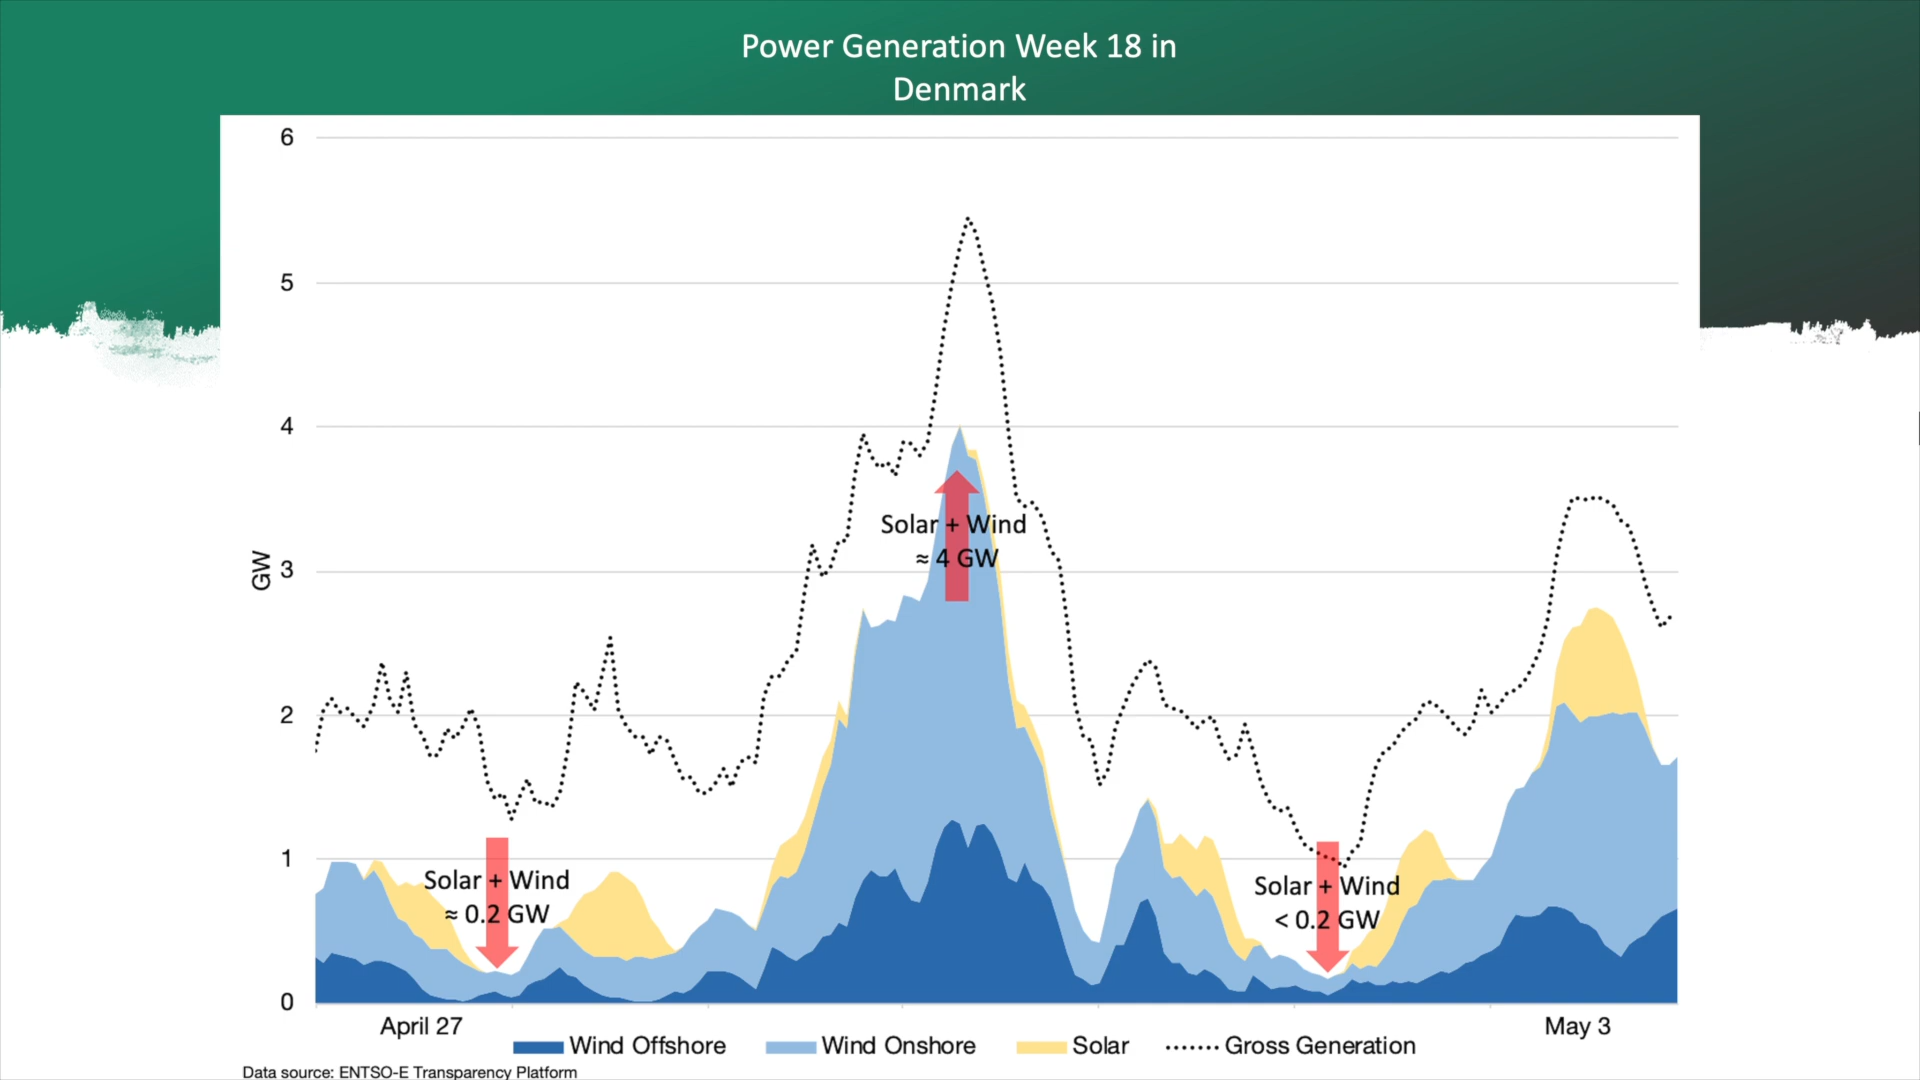 Power Generation Week 18 in
Denmark
6
5
4
3
2
1
0
GW
Solar + Wind
≈ 4 GW
Solar + Wind
≈ 0.2 GW
Solar + Wind
< 0.2 GW
April 27
May 3
Wind Offshore
Wind Onshore
Solar
Gross Generation
Data source: ENTSO-E Transparency Platform